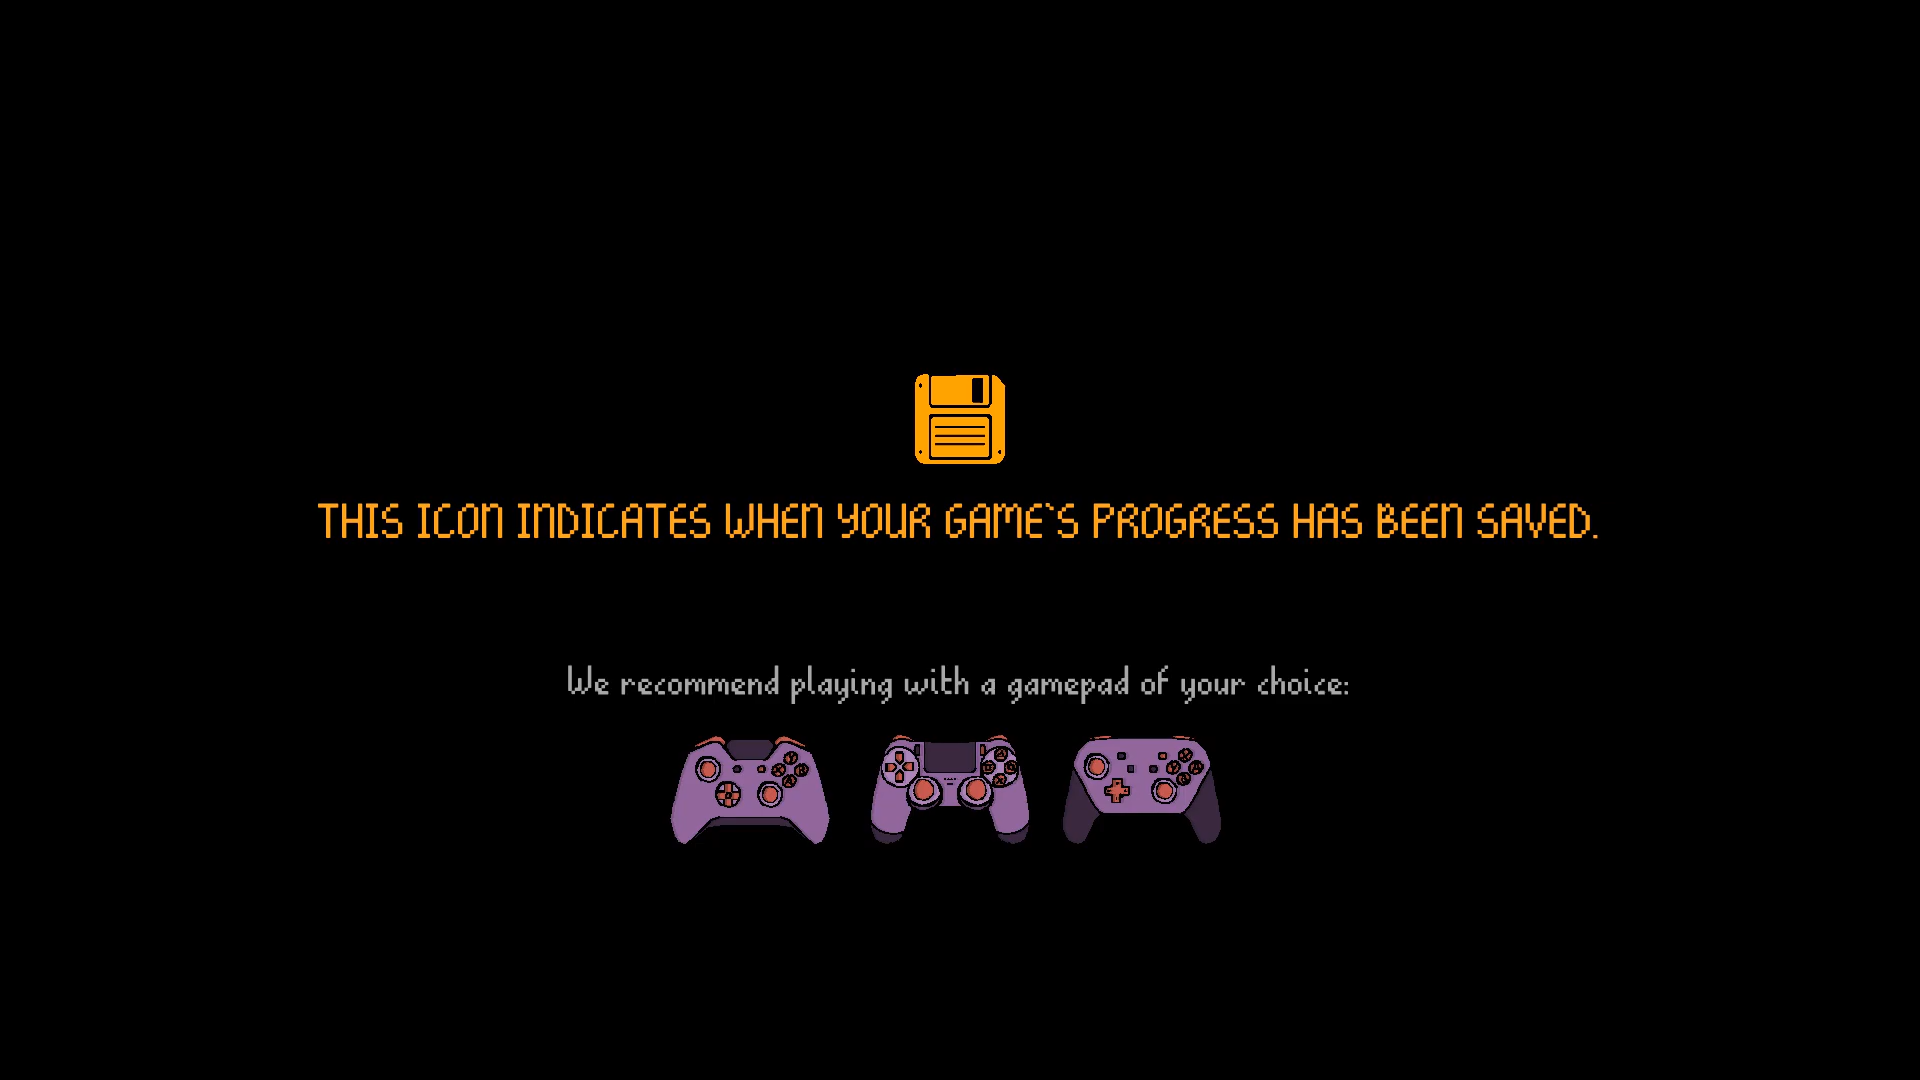 THIS ICON INDICATES WHEN YOUR GAME`S PROGRESS HAS BEEN SAVED.
We recommend playing with a gamepad of your choice: